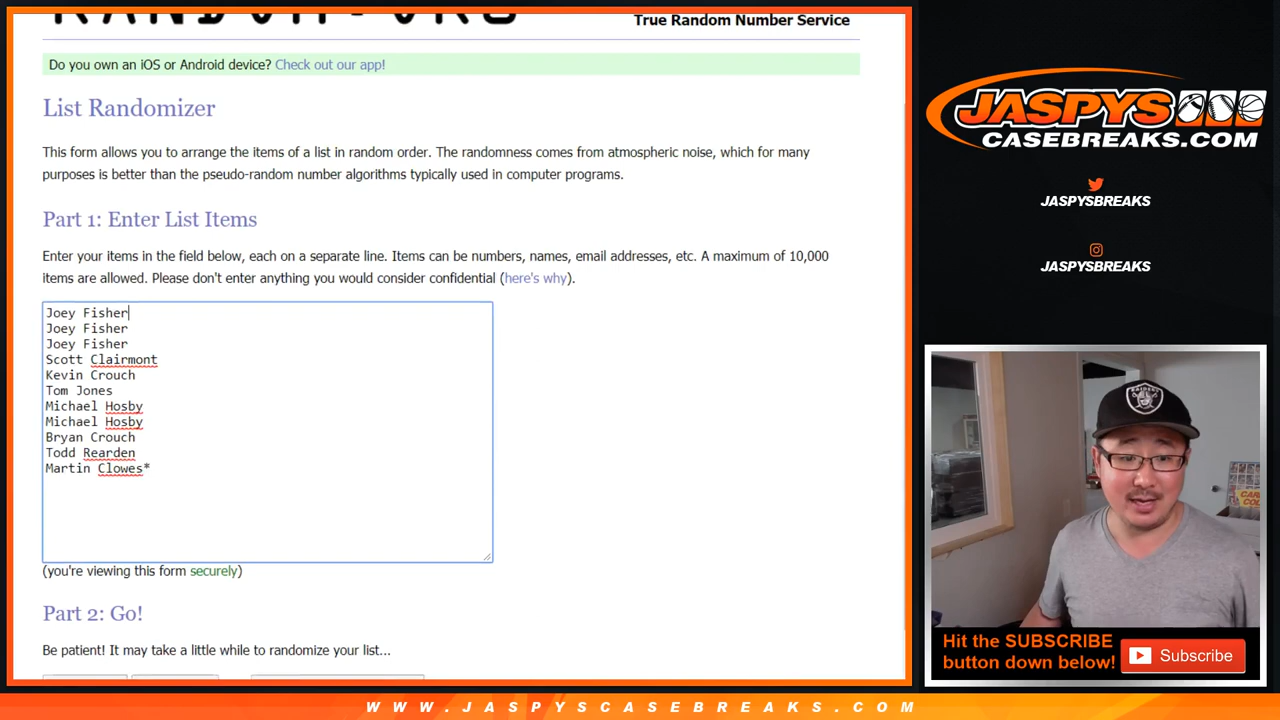 RANDOM.ORG
True Random Number Service
Do you own an iOS or Android device? Check out our app!
List Randomizer
This form allows you to arrange the items of a list in random order. The randomness comes from atmospheric noise, which for many
purposes is better than the pseudo-random number algorithms typically used in computer programs.
Part 1: Enter List Items
Enter your items in the field below, each on a separate line. Items can be numbers, names, email addresses, etc. A maximum of 10,000
items are allowed. Please don't enter anything you would consider confidential (here's why).
Joey Fisher
Joey Fisher
Joey Fisher
Scott Clairmont
Kevin Crouch
Tom Jones
Michael Hosby
Michael Hosby
Bryan Crouch
Todd Rearden
Martin Clowes*
(you're viewing this form securely)
Part 2: Go!
Be patient! It may take a little while to randomize your list...
JASPYS
CASEBREAKS.COM
JASPYSBREAKS
JASPYSBREAKS
RAIDERS
Hit the SUBSCRIBE
button down below!
Subscribe
WWW.JASPYSCASEBREAKS.COM